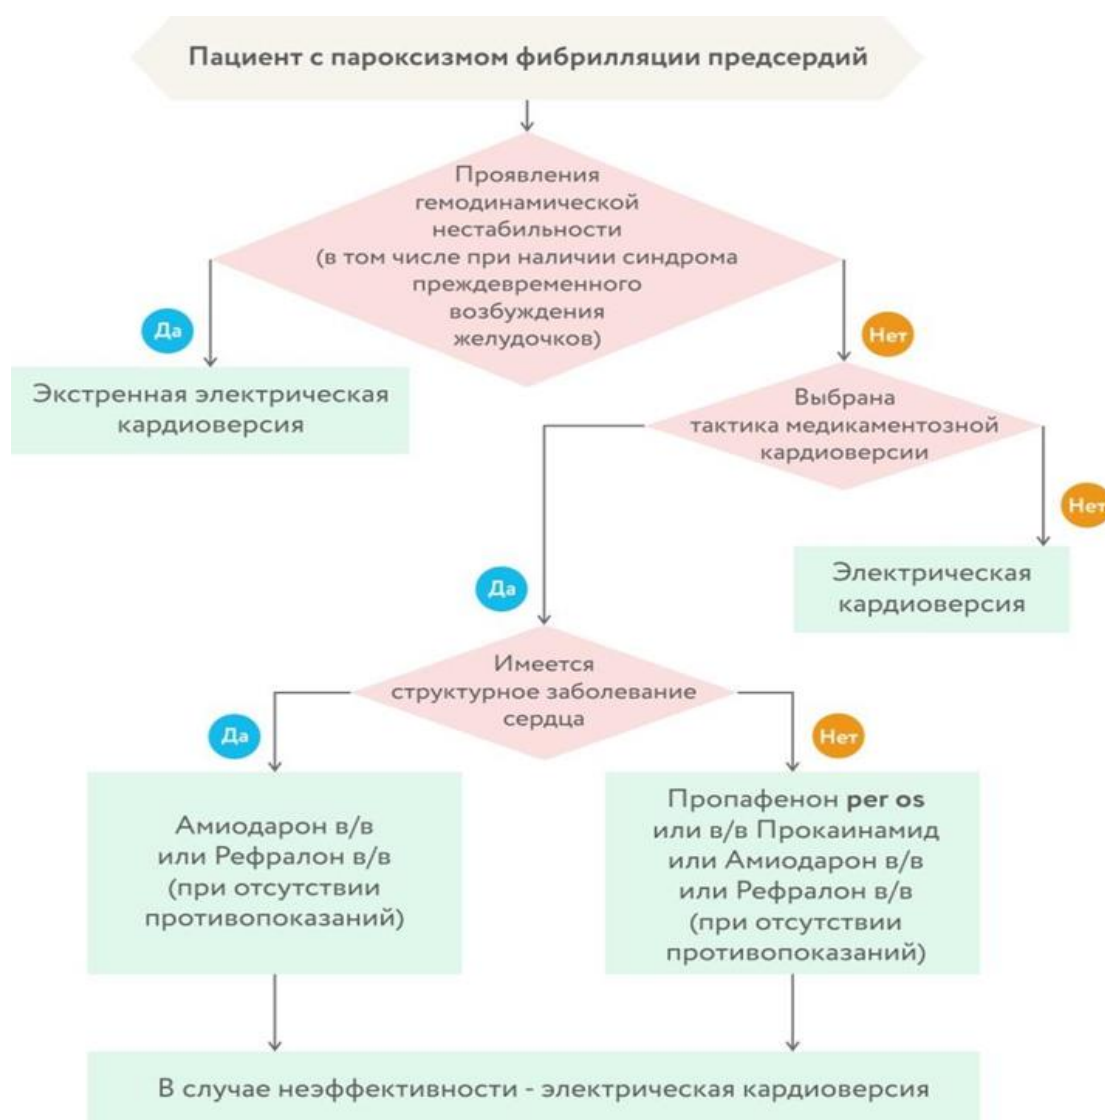 Пациент с пароксизмом фибрилляции предсердий
Проявления
гемодинамической
нестабильности
(в том числе при наличии синдрома
преждевременного
возбуждения
желудочков)
Да
Нет
Экстренная электрическая
кардиоверсия
Выбрана
тактика медикаментозной
кардиоверсии
Нет
Электрическая
кардиоверсия
Да
Имеется
структурное заболевание
сердца
Да
Нет
Амиодарон в/в
или Рефралон в/в
(при отсутствии
противопоказаний)
Пропафенон per os
или в/в Прокаинамид
или Амиодарон в/в
или Рефралон в/в
(при отсутствии
противопоказаний)
В случае неэффективности - электрическая кардиоверсия